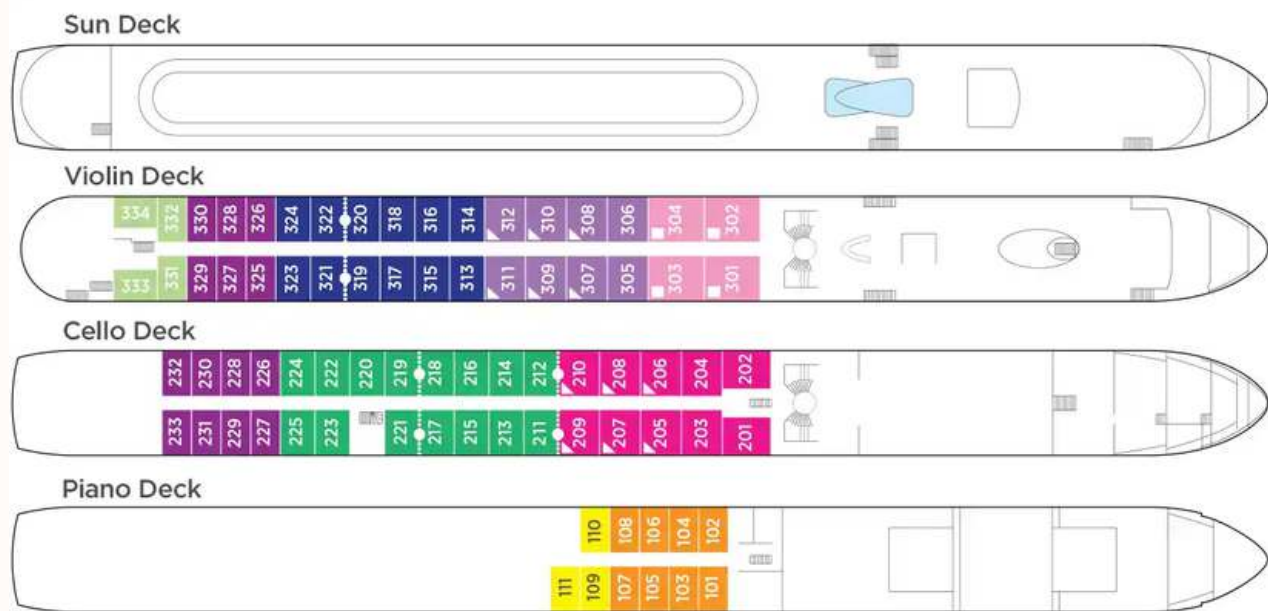 Sun Deck
Violin Deck
334 332 330 328 326 324 322 320 318 316 314 312 310 308 306 304 302
333 331 329 327 325 323 321 319 317 315 313 311 309 307 305 303 301
Cello Deck
232 230 228 226 224 222 220 219 218 216 214 212 210 208 206 204 202
233 231 229 227 225 223 221 217 215 213 211 209 207 205 203 201
Piano Deck
110 108 106 104 102
111 109 107 105 103 101